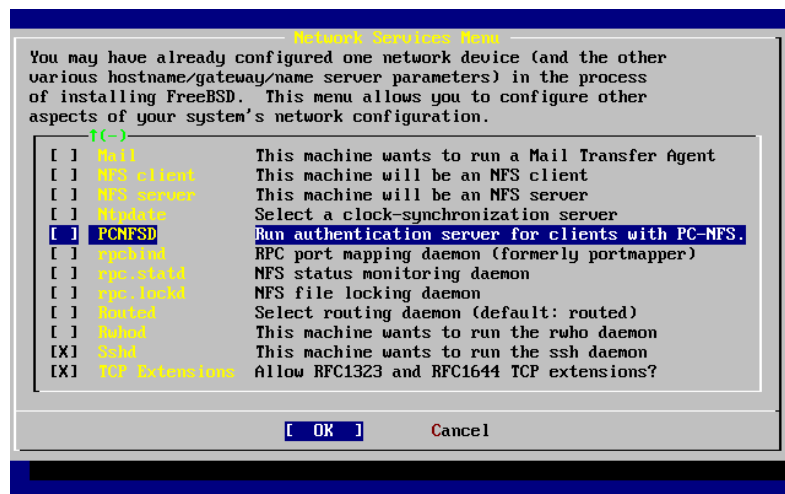 Network Services Menu
You may have already configured one network device (and the other
various hostname/gateway/name server parameters) in the process
of installing FreeBSD.  This menu allows you to configure other
aspects of your system's network configuration.
↑(-)
[ ] Mail This machine wants to run a Mail Transfer Agent
[ ] NFS client This machine will be an NFS client
[ ] NFS server This machine will be an NFS server
[ ] Ntpdate Select a clock-synchronization server
[ ] PCNFSD Run authentication server for clients with PC-NFS.
[ ] rpcbind RPC port mapping daemon (formerly portmapper)
[ ] rpc.statd NFS status monitoring daemon
[ ] rpc.lockd NFS file locking daemon
[ ] Routed Select routing daemon (default: routed)
[ ] Rwhod This machine wants to run the rwho daemon
[X] Sshd This machine wants to run the ssh daemon
[X] TCP Extensions Allow RFC1323 and RFC1644 TCP extensions?
[ OK ] Cancel